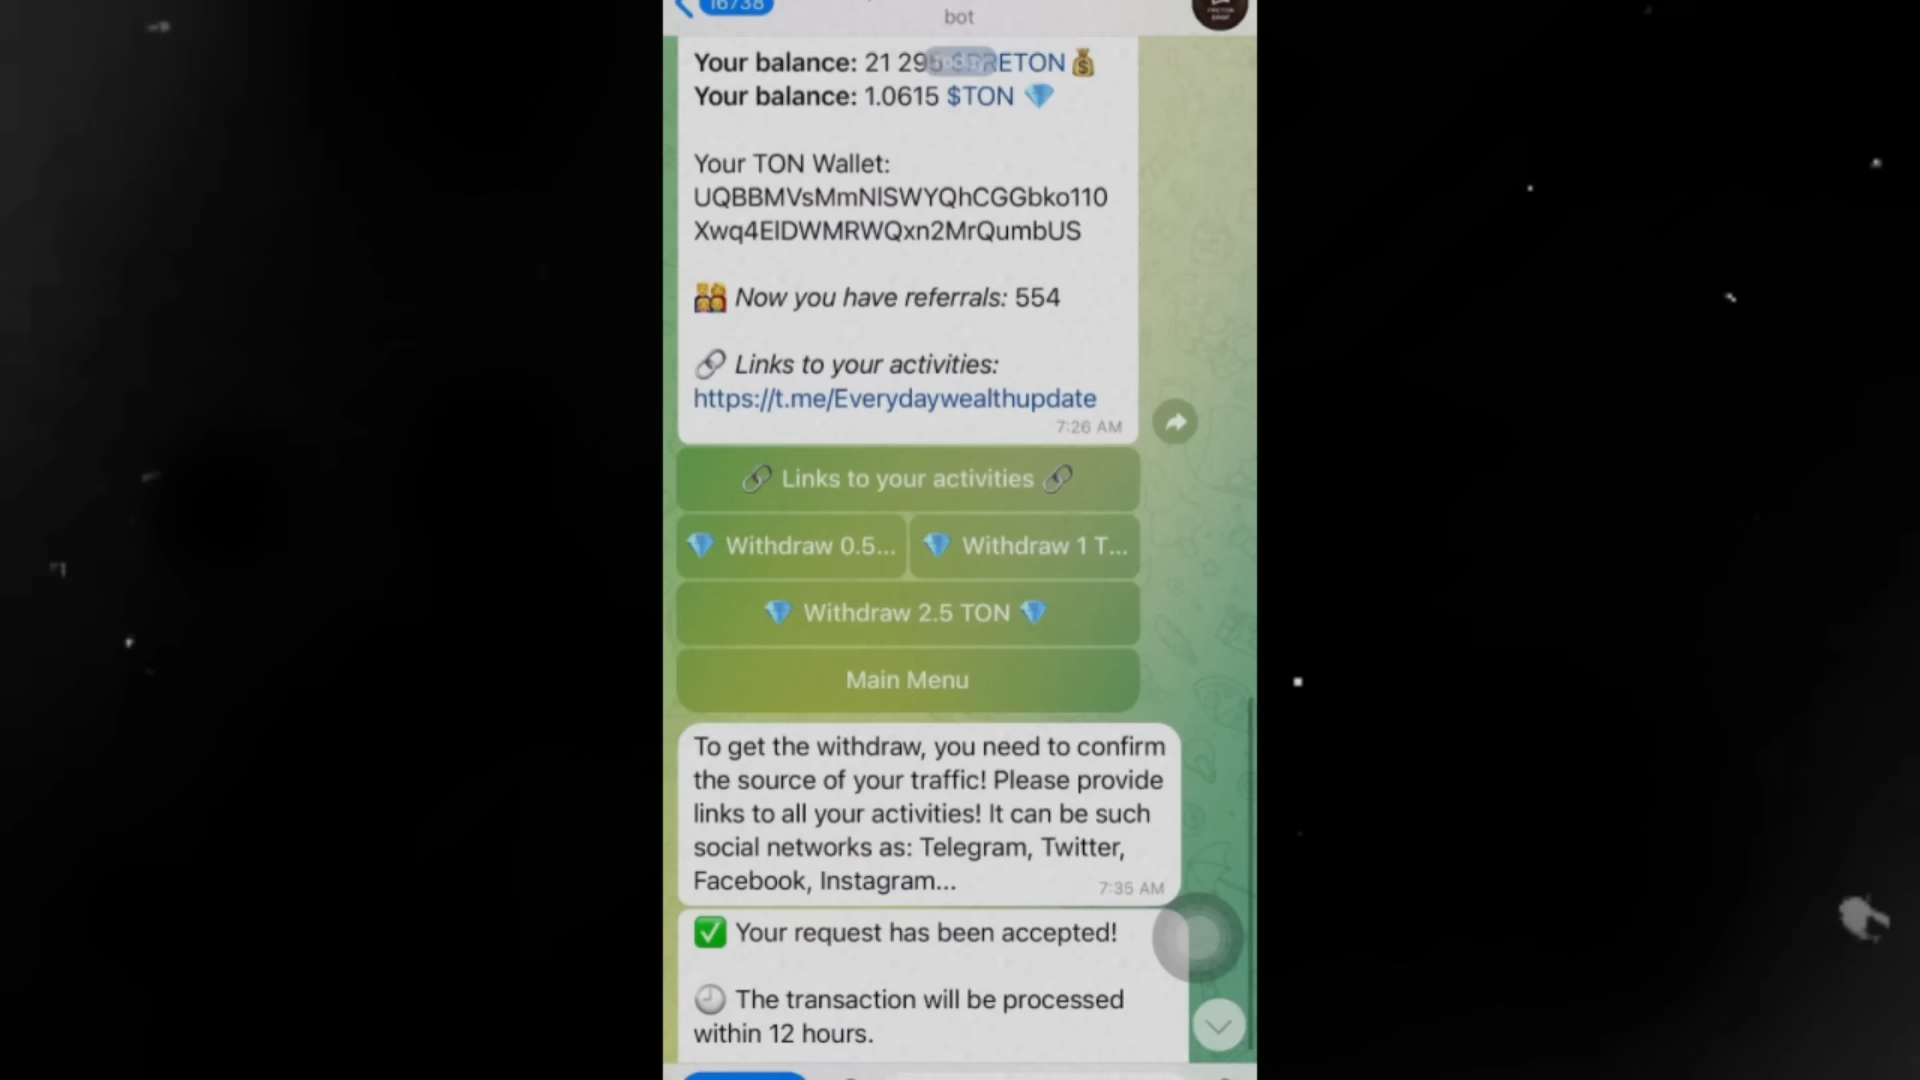 16738
bot
Your balance: 21 295 $PRETON
Your balance: 1.0615 $TON
Your TON Wallet:
UQBBMVsMmNlSWYQhCGGbko110
Xwq4ElDWMRWQxn2MrQumbUS
Now you have referrals: 554
Links to your activities:
https://t.me/Everydaywealthupdate
7:26 AM
Links to your activities
Withdraw 0.5...
Withdraw 1 T...
Withdraw 2.5 TON
Main Menu
To get the withdraw, you need to confirm
the source of your traffic! Please provide
links to all your activities! It can be such
social networks as: Telegram, Twitter,
Facebook, Instagram...
7:35 AM
Your request has been accepted!
The transaction will be processed
within 12 hours.